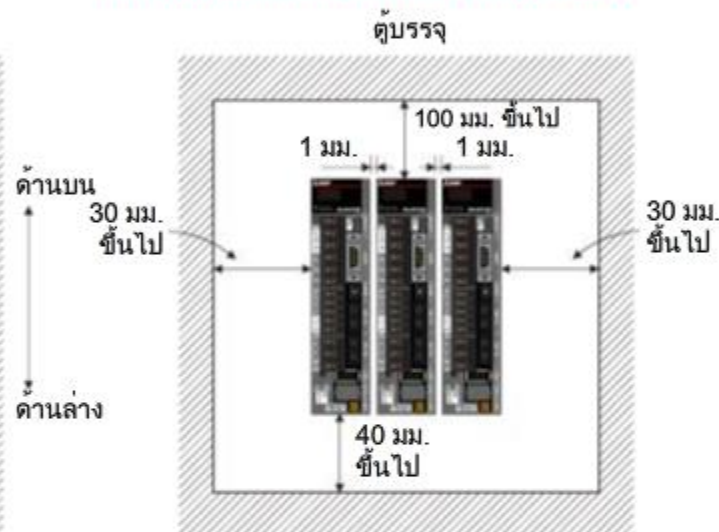 ตู้บรรจุ
100 มม. ขึ้นไป
1 มม.
1 มม.
ด้านบน
30 มม.
ขึ้นไป
30 มม.
ขึ้นไป
ด้านล่าง
40 มม.
ขึ้นไป